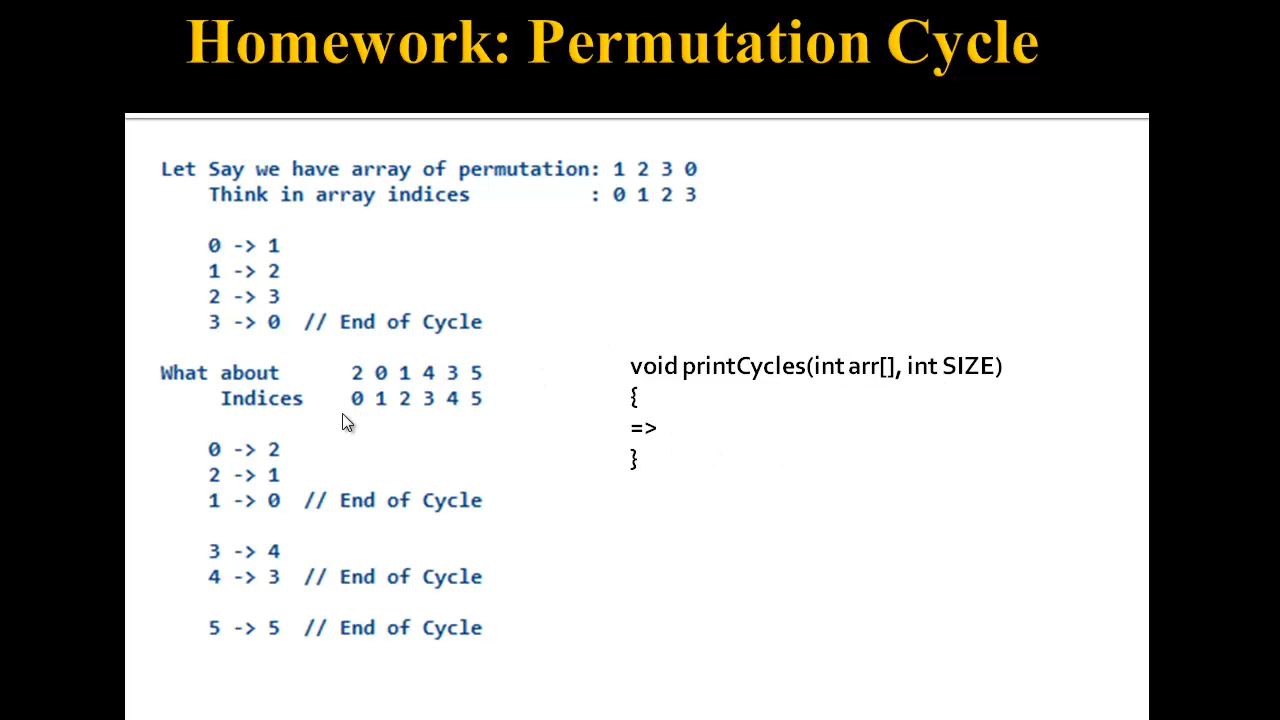 Homework: Permutation Cycle
Let Say we have array of permutation: 1 2 3 0
Think in array indices : 0 1 2 3
0 -> 1
1 -> 2
2 -> 3
3 -> 0 // End of Cycle
What about 2 0 1 4 3 5
Indices 0 1 2 3 4 5
0 -> 2
2 -> 1
1 -> 0 // End of Cycle
3 -> 4
4 -> 3 // End of Cycle
5 -> 5 // End of Cycle
void printCycles(int arr[], int SIZE)
{
=>
}